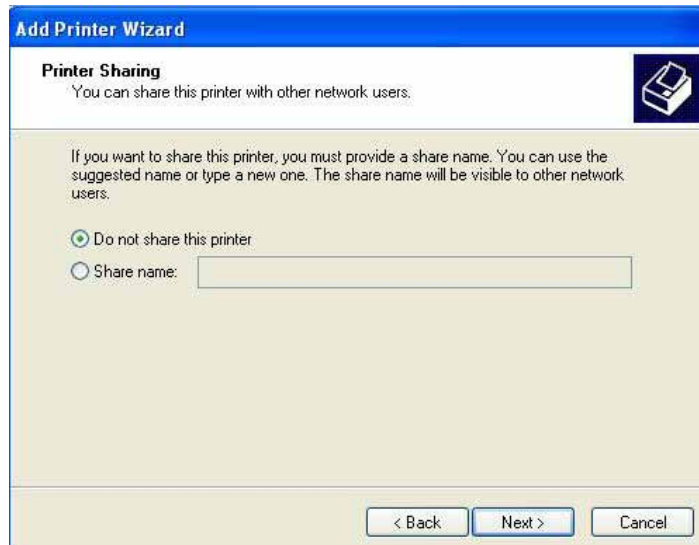 Add Printer Wizard
Printer Sharing
You can share this printer with other network users.
If you want to share this printer, you must provide a share name. You can use the
suggested name or type a new one. The share name will be visible to other network
users.
Do not share this printer
Share name:
< Back Next > Cancel